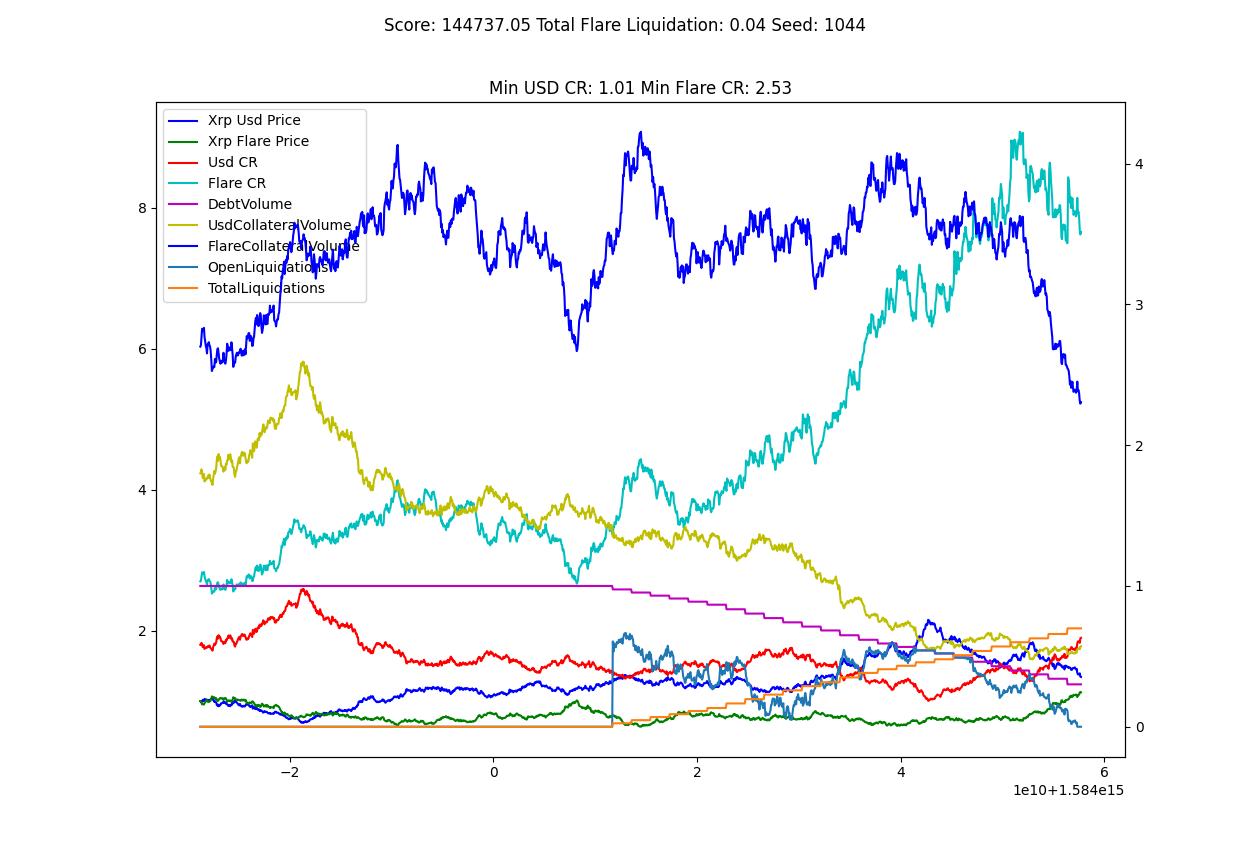 Score: 144737.05 Total Flare Liquidation: 0.04 Seed: 1044
Min USD CR: 1.01 Min Flare CR: 2.53
Xrp Usd Price
Xrp Flare Price
Usd CR
Flare CR
DebtVolume
UsdCollateralVolume
FlareCollateralVolume
OpenLiquidations
TotalLiquidations
8
6
4
2
4
3
2
1
0
−2
0
2
4
6
1e10+1.584e15